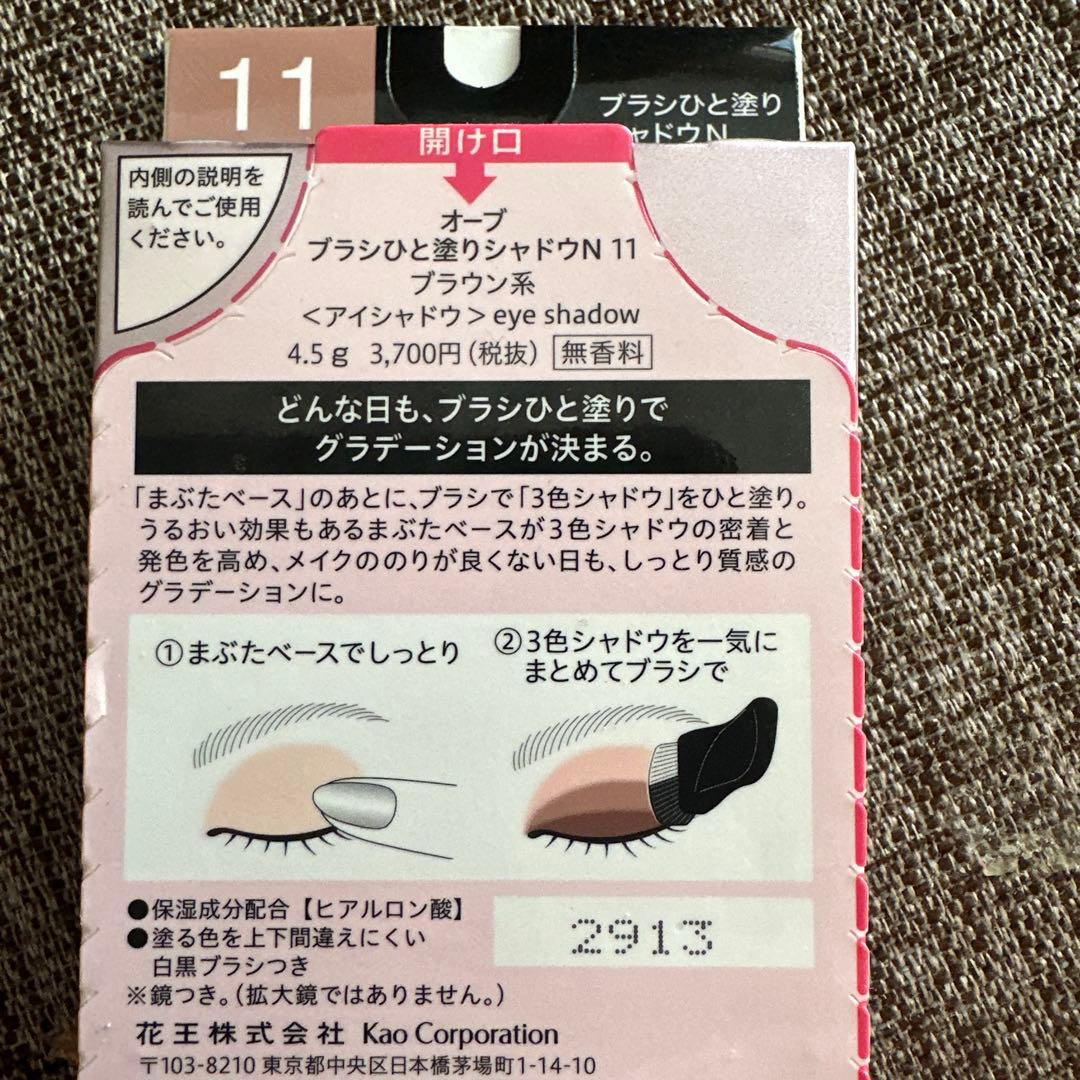 11
ブラシひと塗り
シャドウN
開け口
内側の説明を
読んでご使用
ください。
オーブ
ブラシひと塗りシャドウN 11
ブラウン系
<アイシャドウ> eye shadow
4.5g 3,700円(税抜) 無香料
どんな日も、ブラシひと塗りで
グラデーションが決まる。
「まぶたベース」のあとに、ブラシで「3色シャドウ」をひと塗り。
うるおい効果もあるまぶたベースが3色シャドウの密着と
発色を高め、メイクののりが良くない日も、しっとり質感の
グラデーションに。
①まぶたベースでしっとり
②3色シャドウを一気に
まとめてブラシで
●保湿成分配合【ヒアルロン酸】
●塗る色を上下間違えにくい
白黒ブラシつき
※鏡つき。(拡大鏡ではありません。)
2913
花王株式会社 Kao Corporation
〒103-8210 東京都中央区日本橋茅場町1-14-10